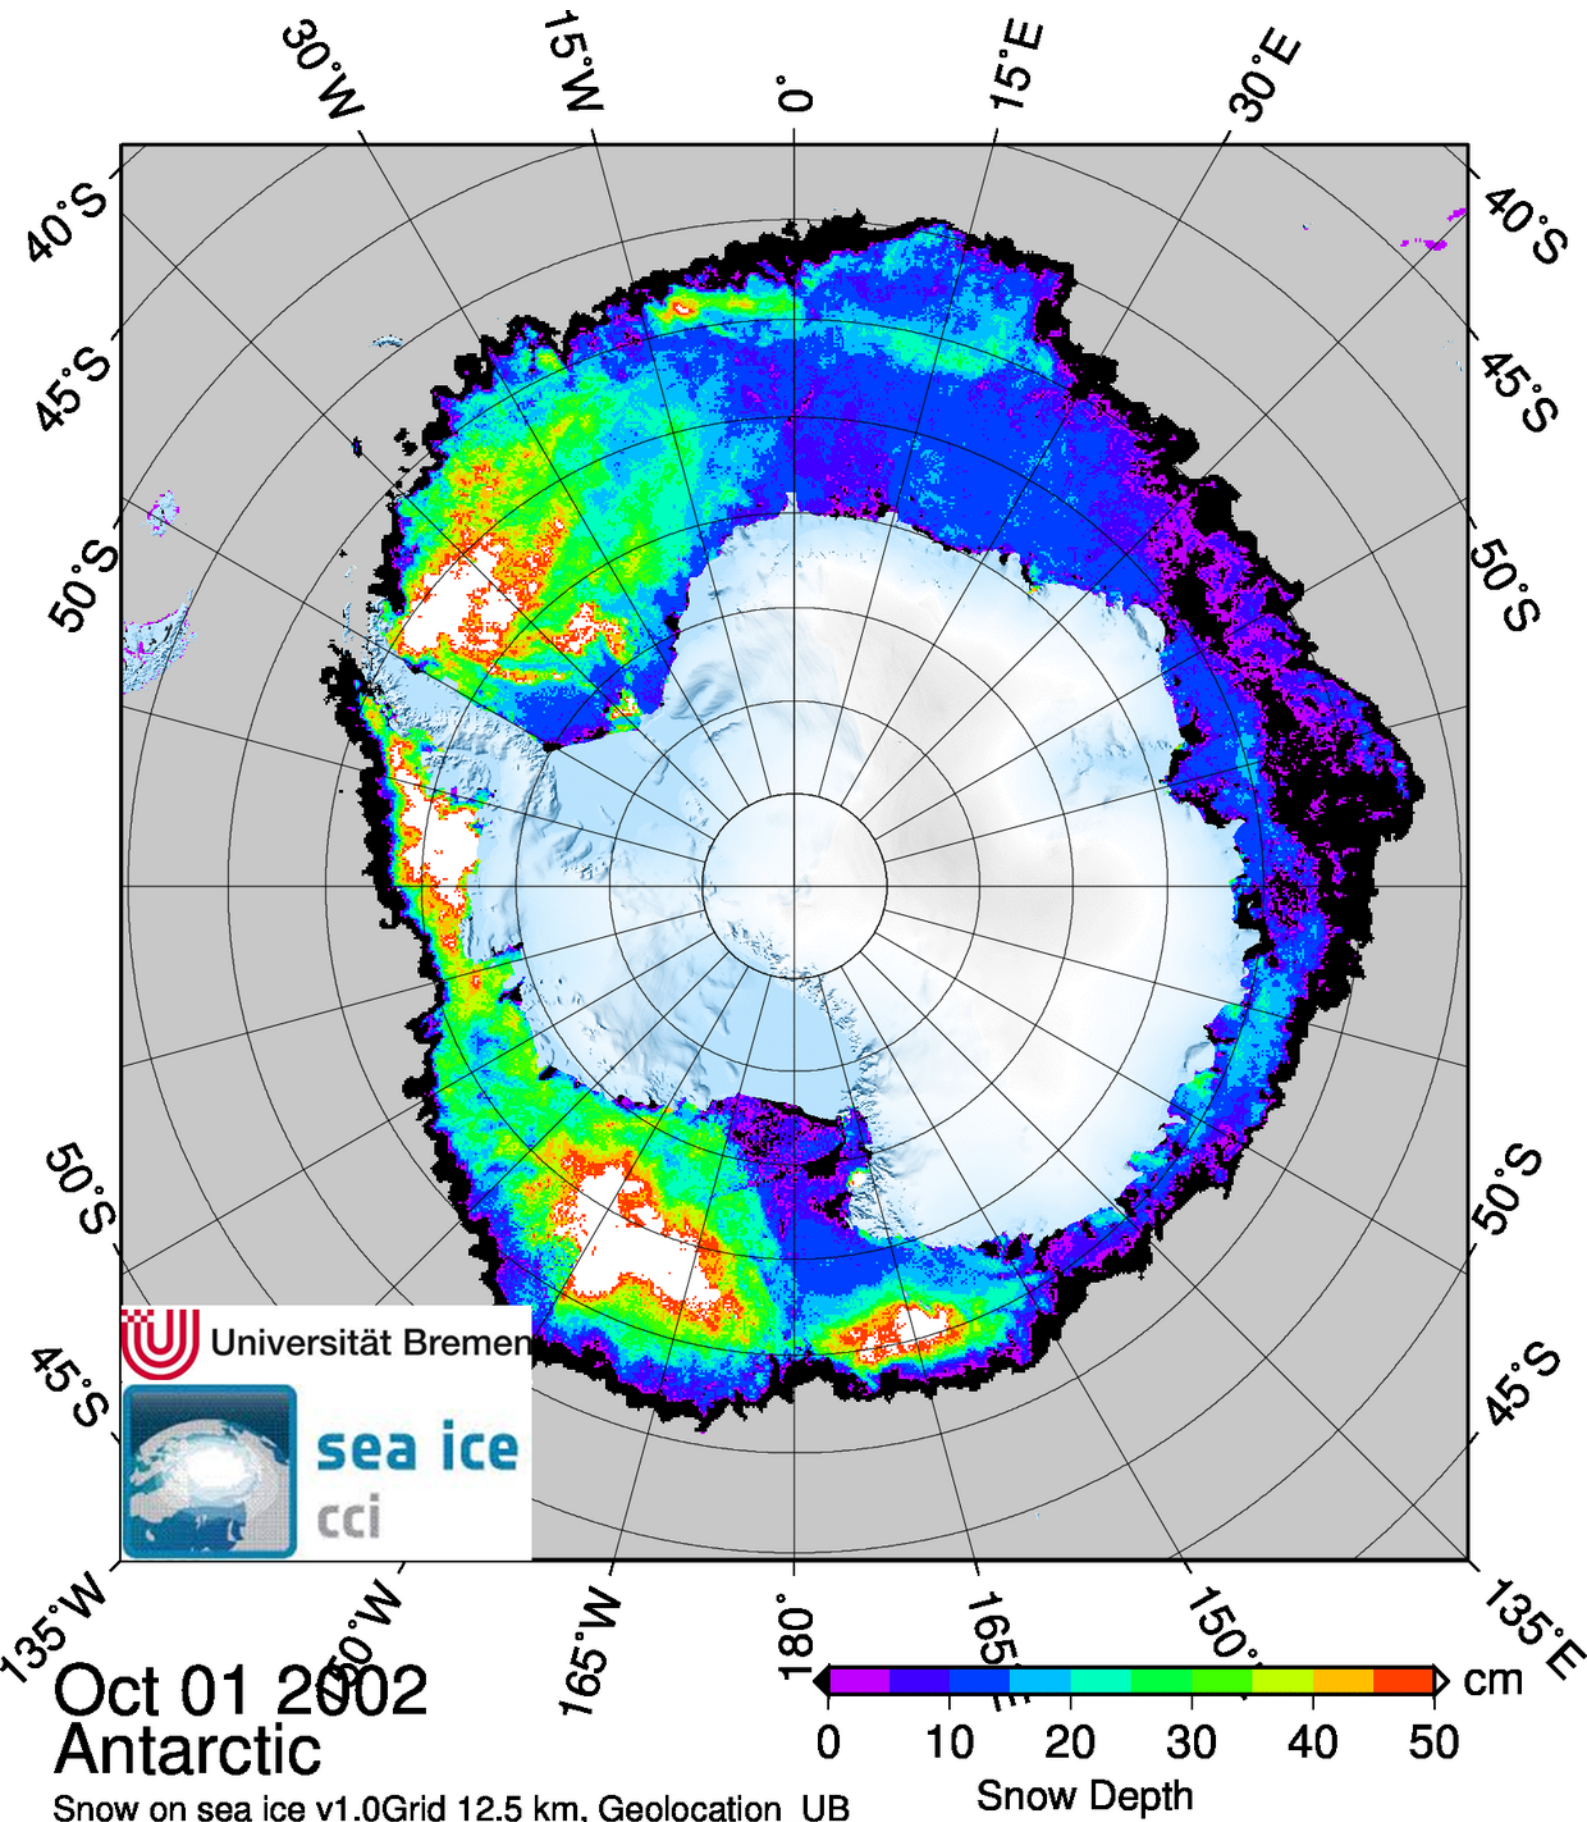 30°W 15°W 0° 15°E 30°E
40°S 40°S
45°S 45°S
50°S 50°S
50°S 50°S
45°S 45°S
Universität Bremen
sea ice
cci
135°W 150°W 165°W 180° 165°E 150° 135°E
Oct 01 2002
Antarctic
Snow on sea ice v1.0Grid 12.5 km, Geolocation UB
cm
0 10 20 30 40 50
Snow Depth